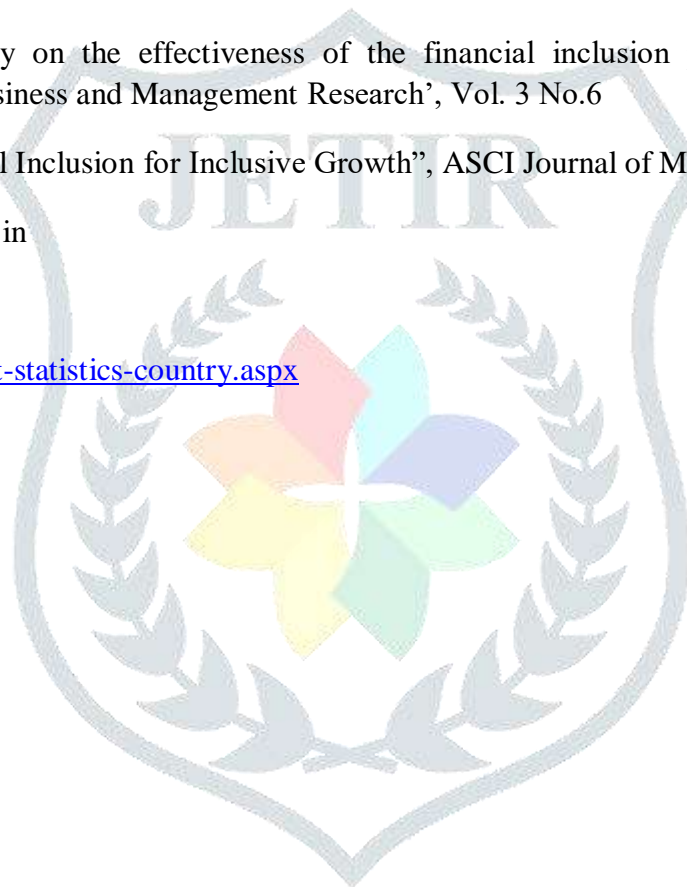 y on the effectiveness of the financial inclusion
siness and Management Research’, Vol. 3 No.6
l Inclusion for Inclusive Growth”, ASCI Journal of M
JETIR
in
t-statistics-country.aspx